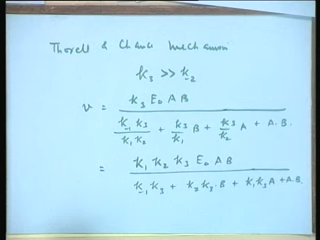 Thorell & Chance mechanism
k₃ >> k₋₂
v = k₃ E₀ A B / (k₋₁ k₃ / k₁ k₂ + k₃ / k₁ B + k₃ / k₂ A + A.B.)
= k₁ k₂ k₃ E₀ A B / (k₋₁ k₃ + k₂ k₃.B + k₁ k₃ A + A.B.)